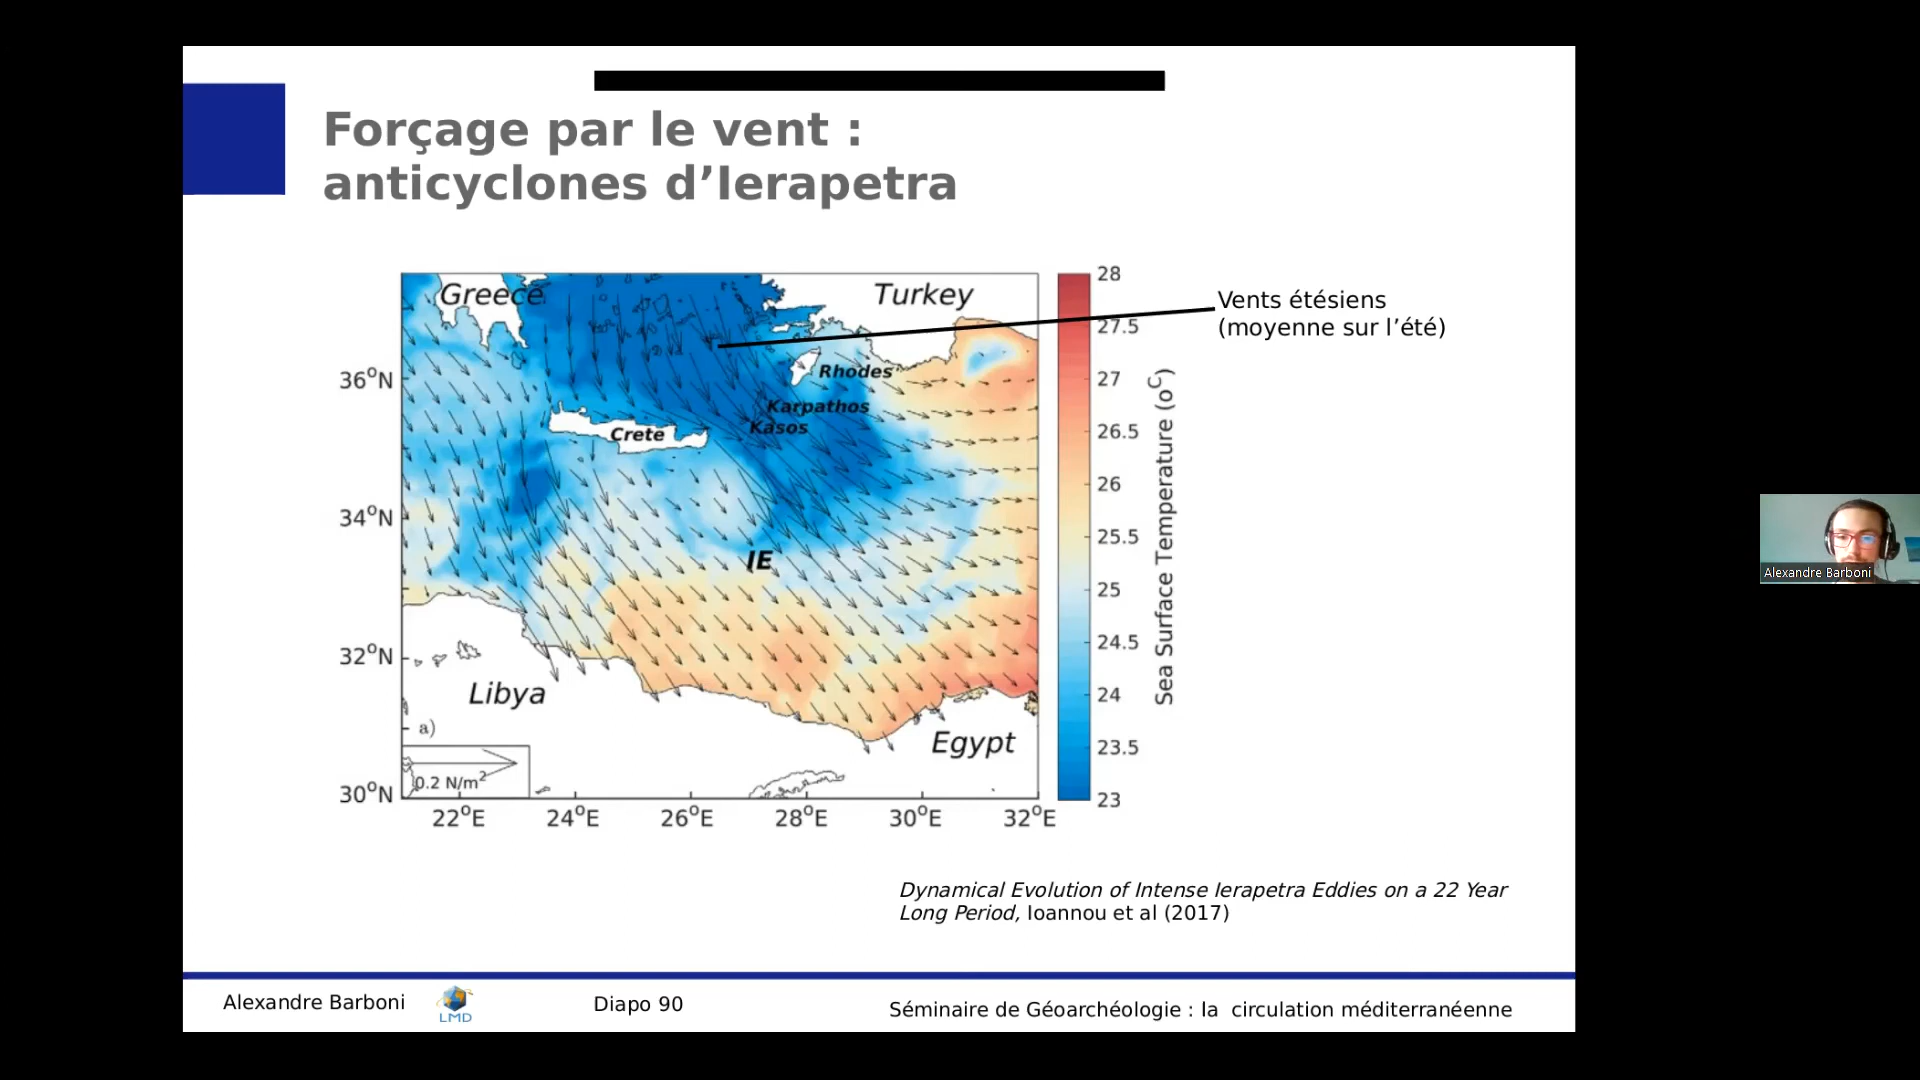 Forçage par le vent :
anticyclones d’Ierapetra
Greece
Turkey
Rhodes
Karpathos
Kasos
Crete
IE
Libya
Egypt
a)
0.2 N/m²
36°N
34°N
32°N
30°N
22°E 24°E 26°E 28°E 30°E 32°E
28
27.5
27
26.5
26
25.5
25
24.5
24
23.5
23
Sea Surface Temperature (oC)
Vents étésiens
(moyenne sur l’été)
Dynamical Evolution of Intense Ierapetra Eddies on a 22 Year
Long Period, Ioannou et al (2017)
Alexandre Barboni
LMD
Diapo 90
Séminaire de Géoarchéologie : la circulation méditerranéenne
Alexandre Barboni